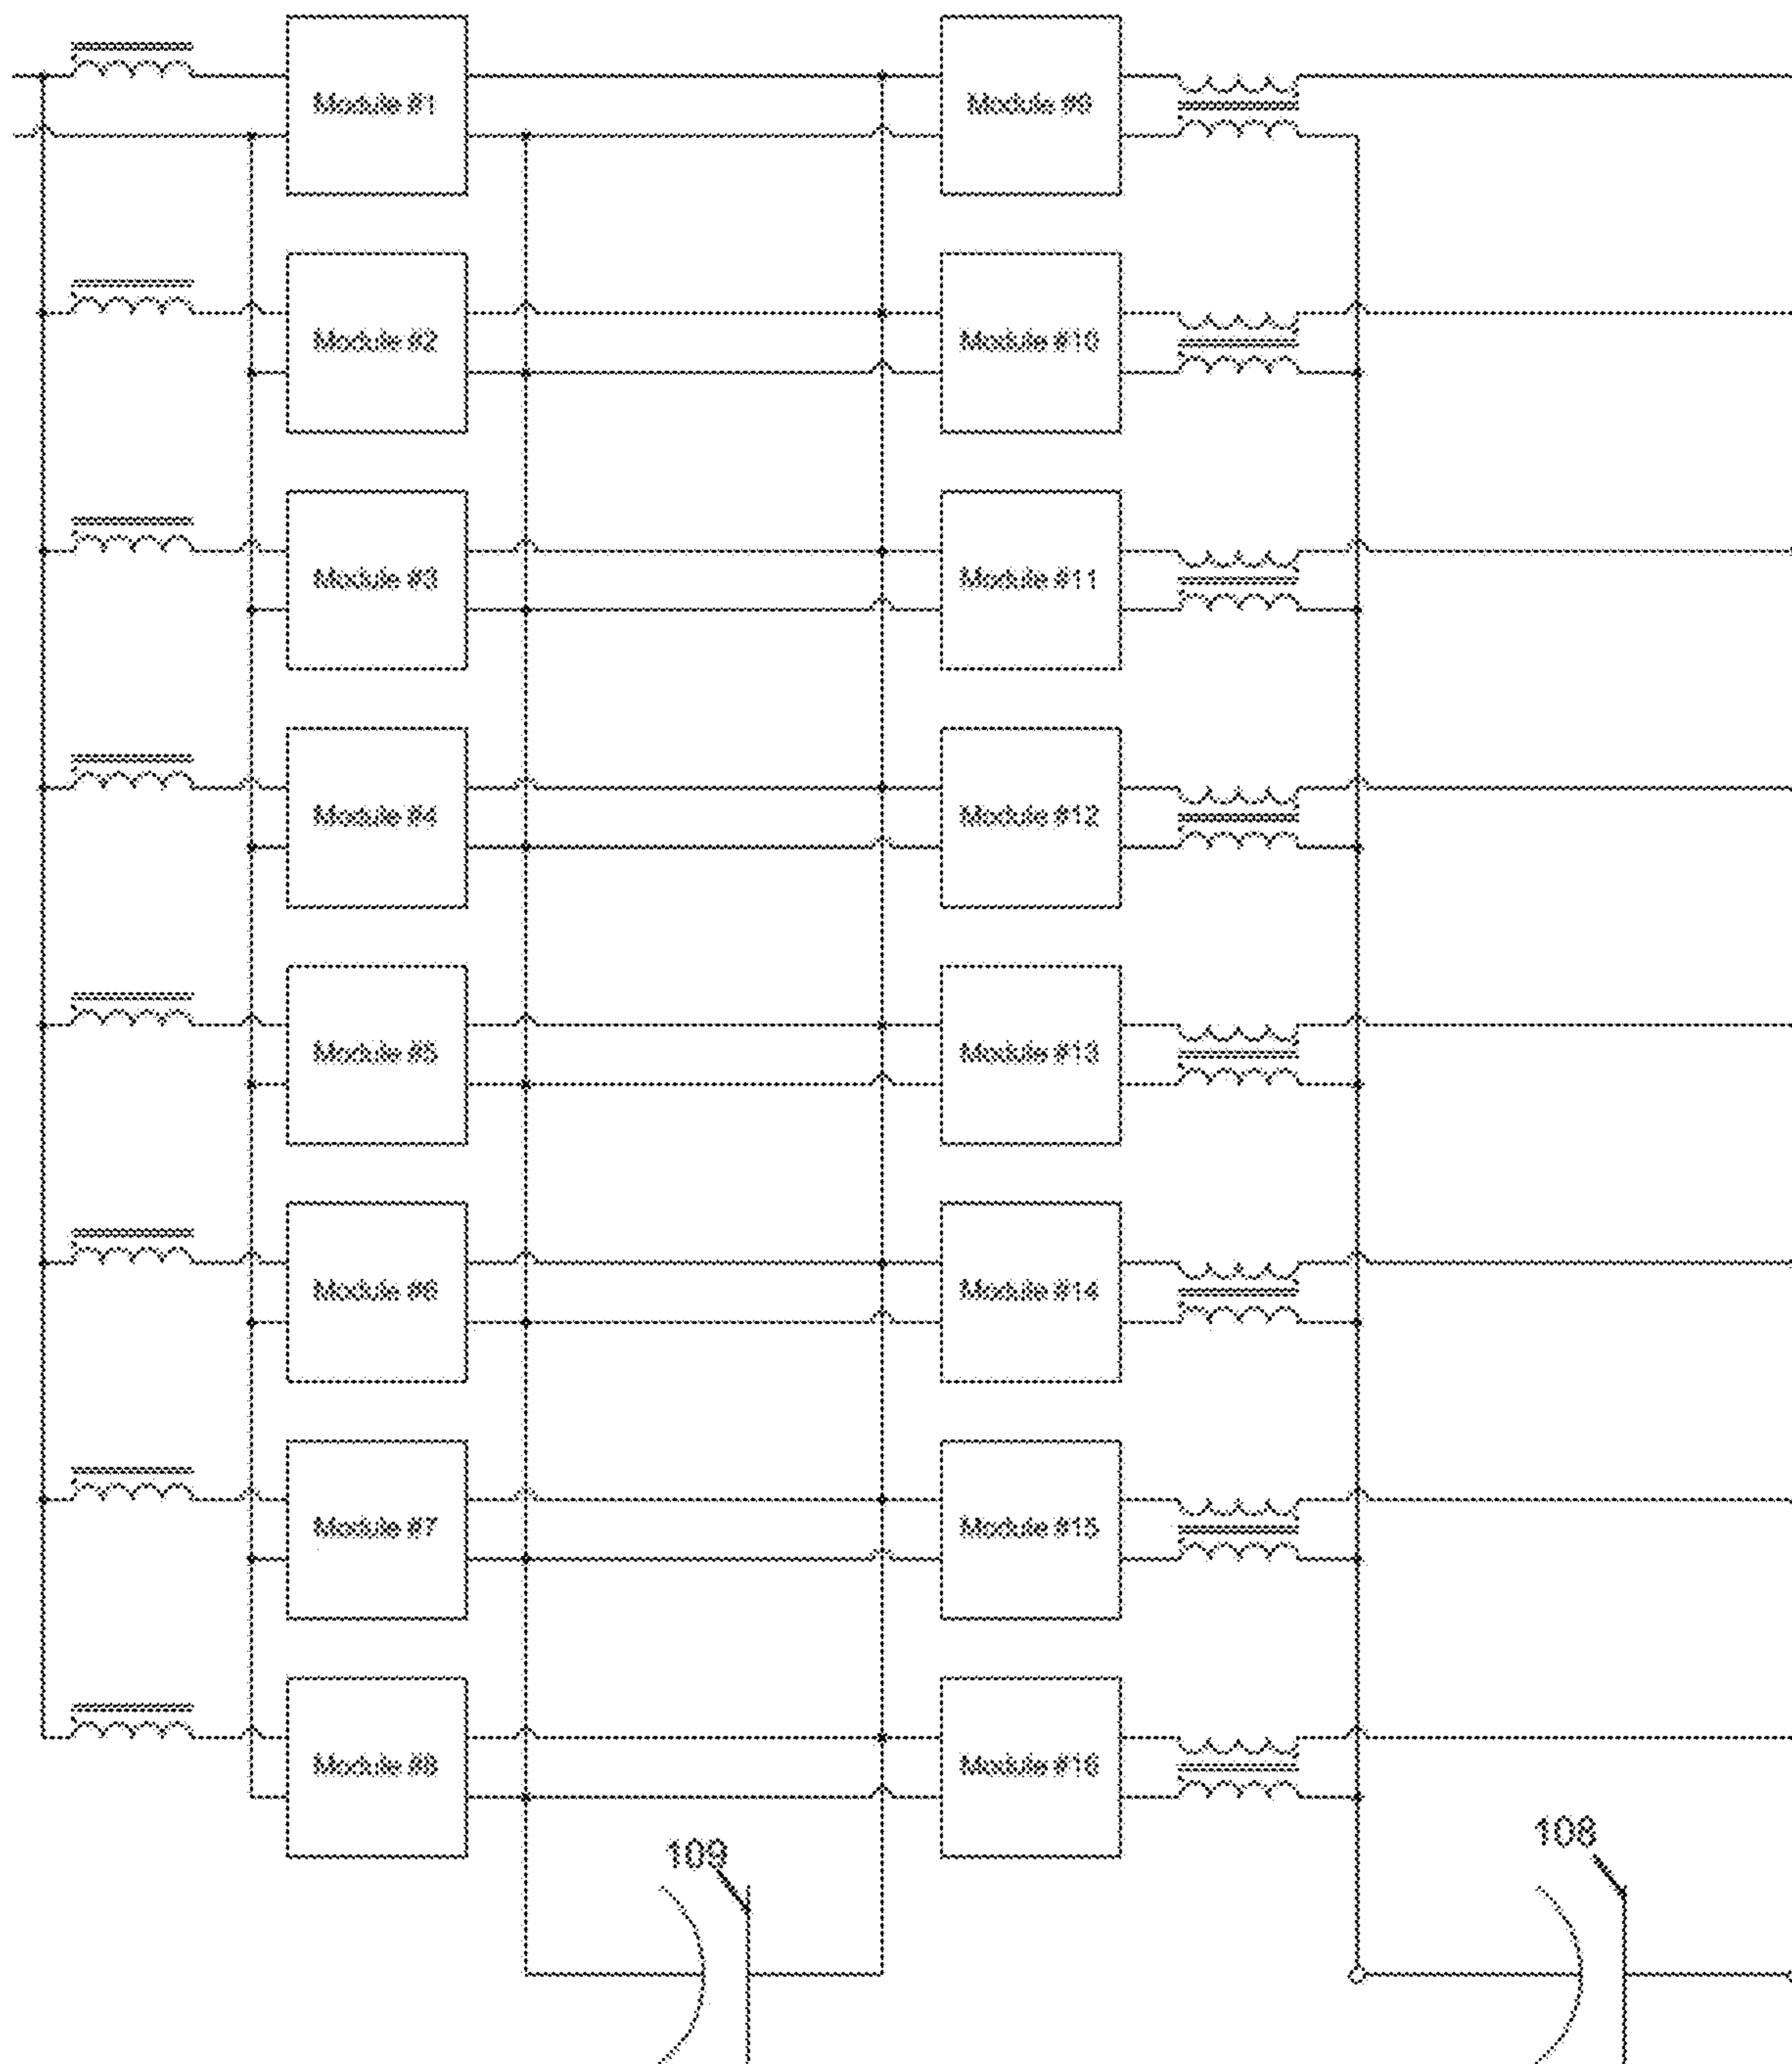 Module #1
Module #9
Module #2
Module #10
Module #3
Module #11
Module #4
Module #12
Module #5
Module #13
Module #6
Module #14
Module #7
Module #15
Module #8
Module #16
109
108